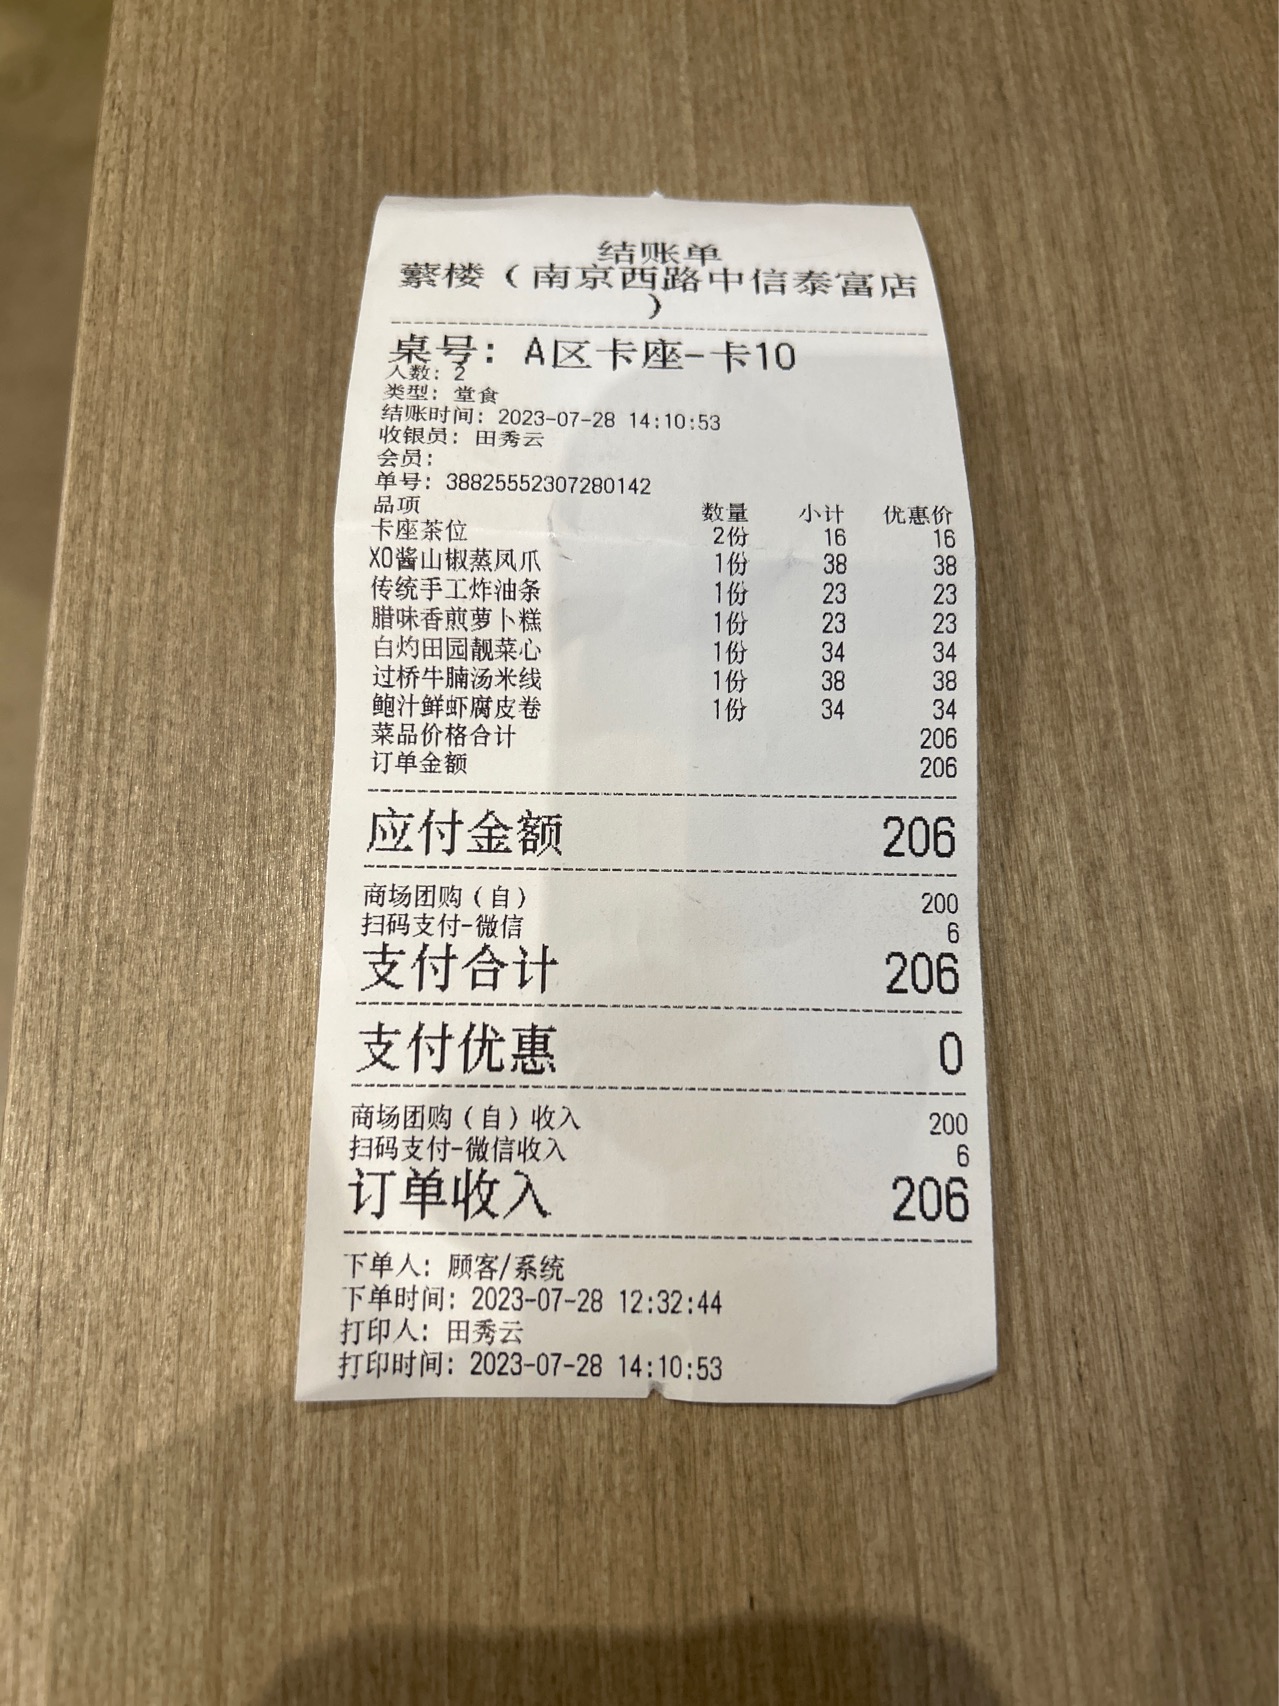 结账单
蘩楼（南京西路中信泰富店
）
桌号：A区卡座-卡10
人数：2
类型：堂食
结账时间：2023-07-28 14:10:53
收银员：田秀云
会员：
单号：38825552307280142
品项 数量 小计 优惠价
卡座茶位 2份 16 16
XO酱山椒蒸凤爪 1份 38 38
传统手工炸油条 1份 23 23
腊味香煎萝卜糕 1份 23 23
白灼田园靓菜心 1份 34 34
过桥牛腩汤米线 1份 38 38
鲍汁鲜虾腐皮卷 1份 34 34
菜品价格合计 206
订单金额 206
应付金额 206
商场团购（自） 200
扫码支付-微信 6
支付合计 206
支付优惠 0
商场团购（自）收入 200
扫码支付-微信收入 6
订单收入 206
下单人：顾客/系统
下单时间：2023-07-28 12:32:44
打印人：田秀云
打印时间：2023-07-28 14:10:53